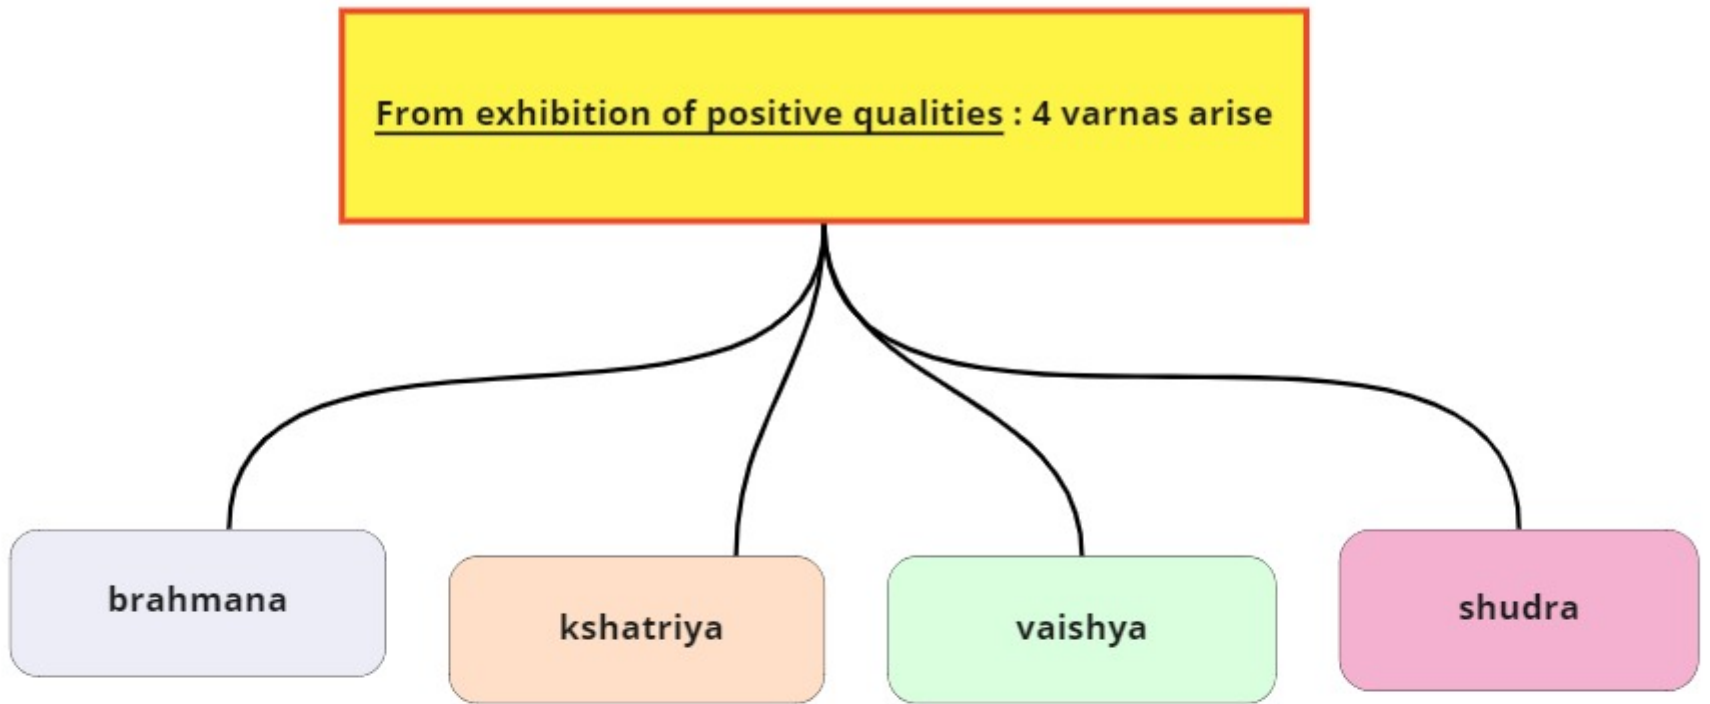 From exhibition of positive qualities : 4 varnas arise
brahmana
kshatriya
vaishya
shudra